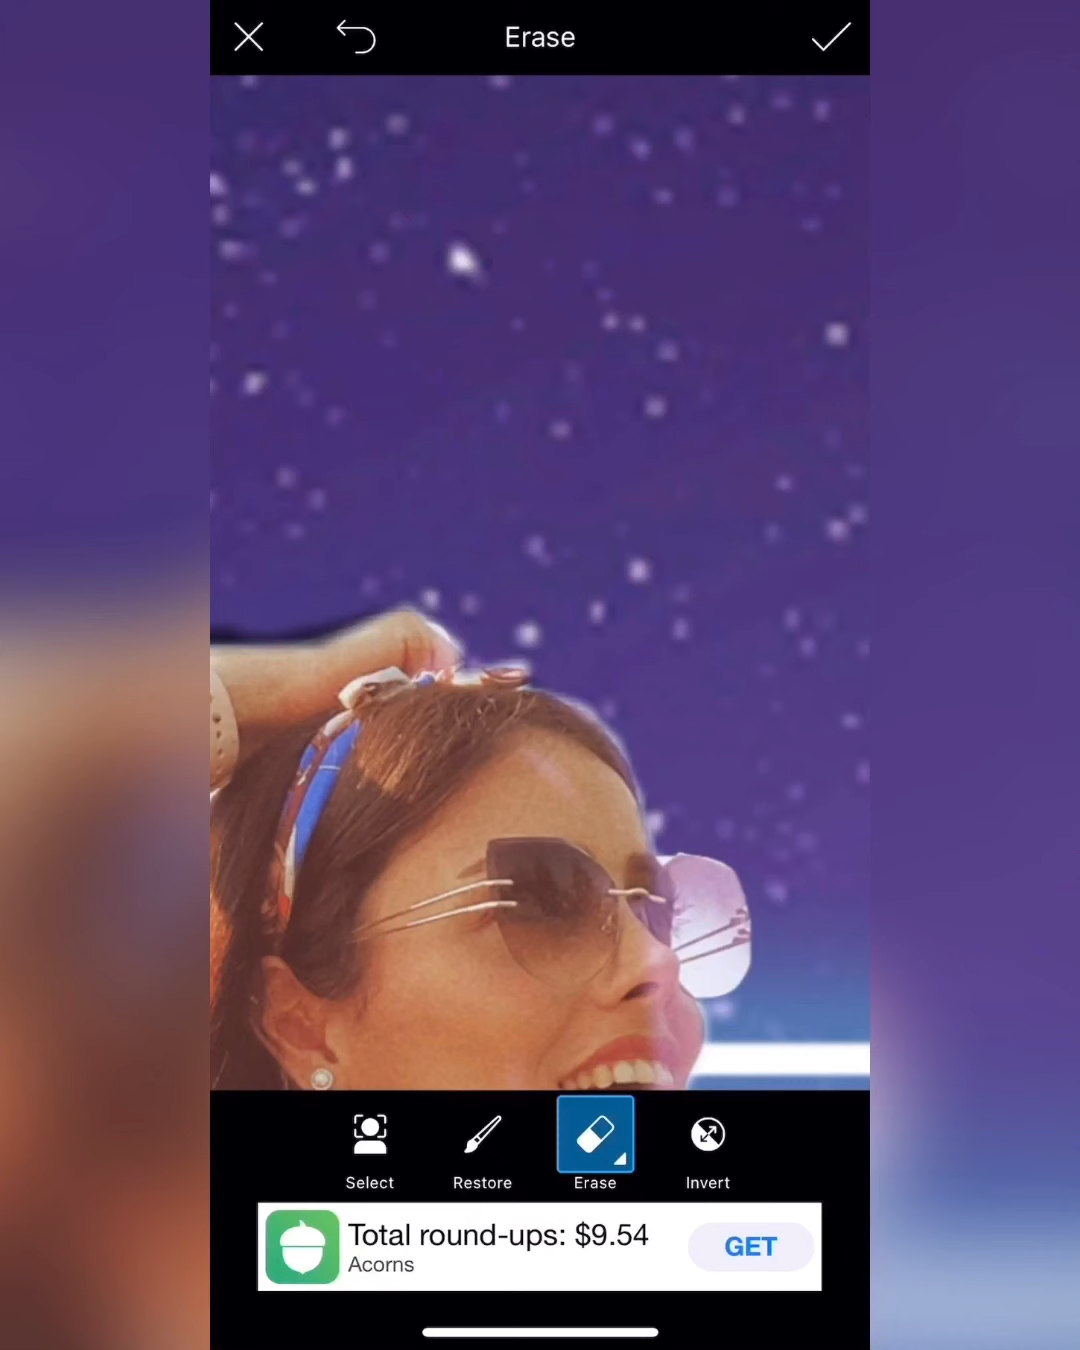 Erase
Select
Restore
Erase
Invert
Total round-ups: $9.54
Acorns
GET